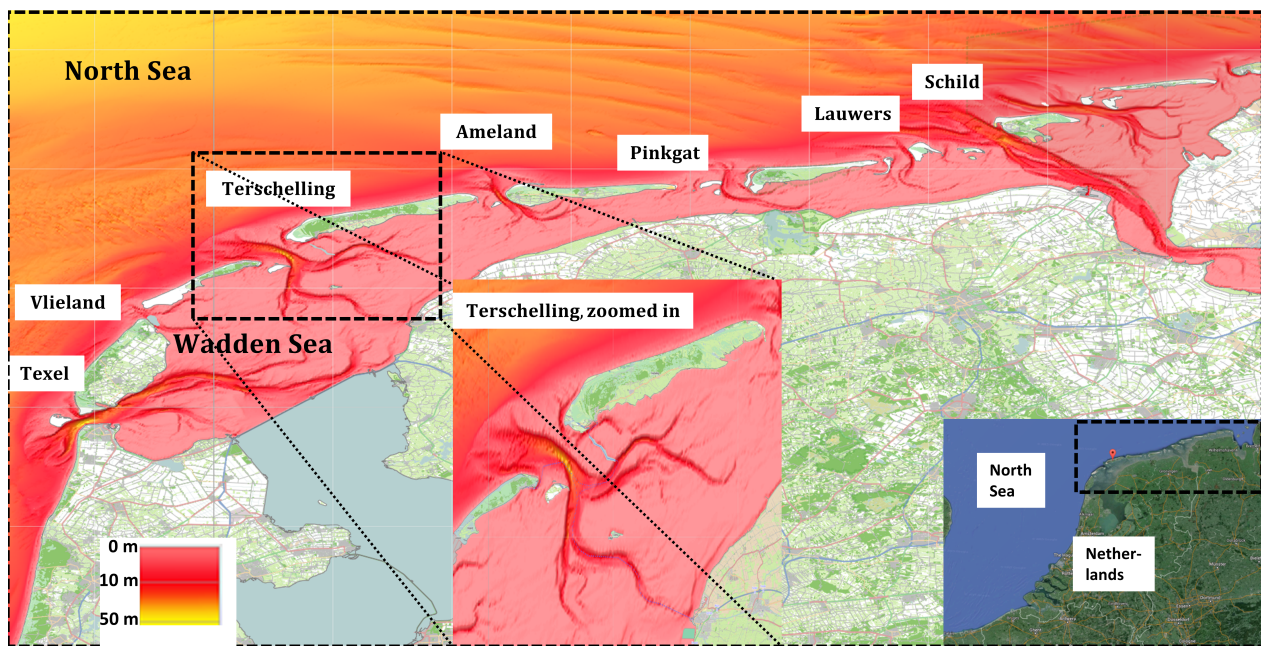 North Sea
Schild
Lauwers
Ameland
Pinkgat
Terschelling
Vlieland
Terschelling, zoomed in
Wadden Sea
Texel
North
Sea
0 m
10 m
50 m
Nether-
lands